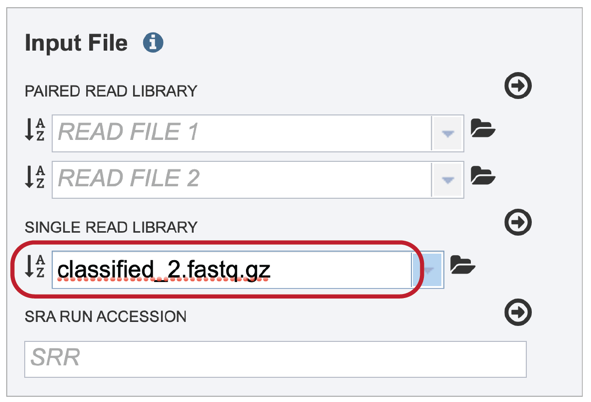 Input File
PAIRED READ LIBRARY
READ FILE 1
READ FILE 2
SINGLE READ LIBRARY
classified_2.fastq.gz
SRA RUN ACCESSION
SRR